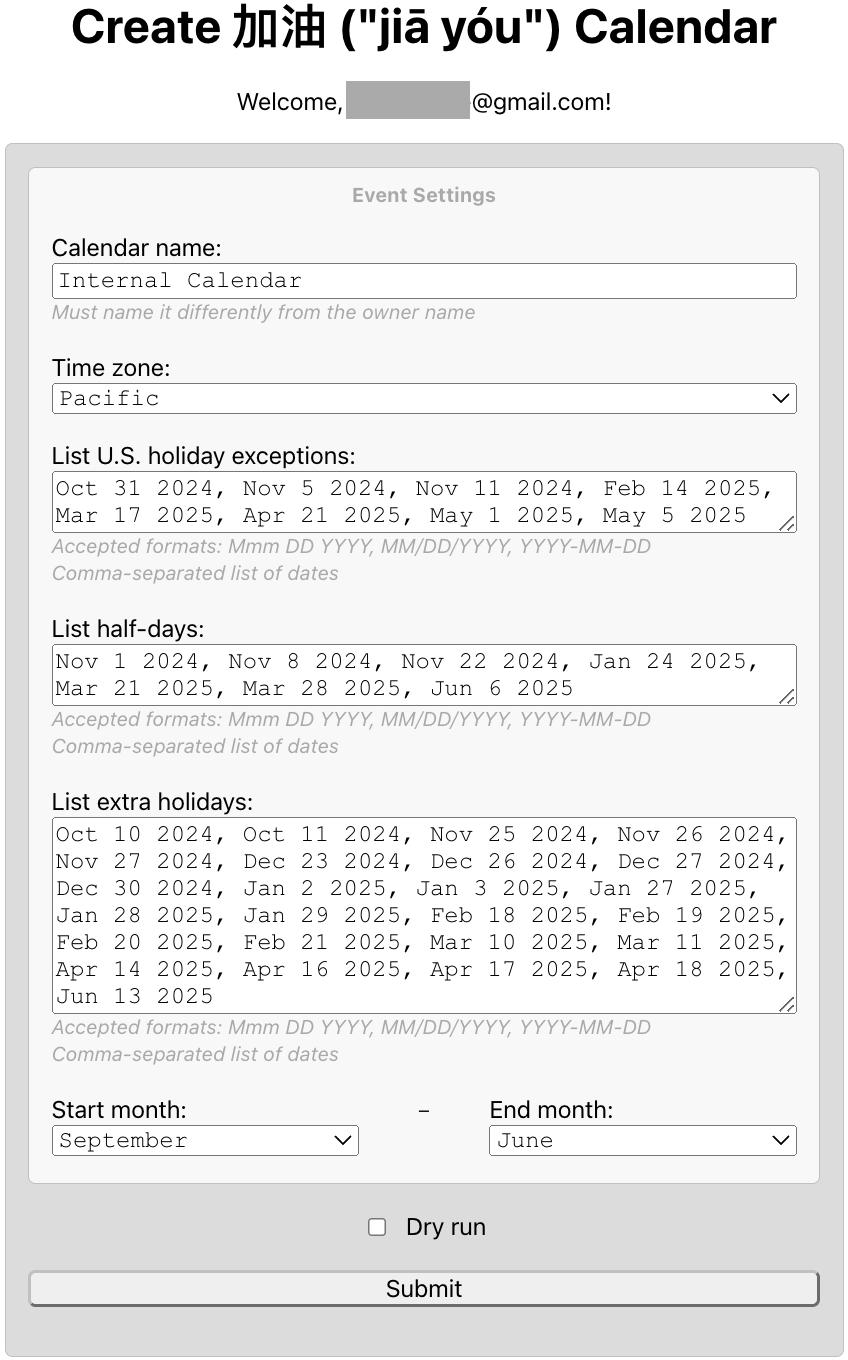 Create 加油 ("jiā yóu") Calendar
Welcome, @gmail.com!
Event Settings
Calendar name:
Internal Calendar
Must name it differently from the owner name
Time zone:
Pacific
List U.S. holiday exceptions:
Oct 31 2024, Nov 5 2024, Nov 11 2024, Feb 14 2025,
Mar 17 2025, Apr 21 2025, May 1 2025, May 5 2025
Accepted formats: Mmm DD YYYY, MM/DD/YYYY, YYYY-MM-DD
Comma-separated list of dates
List half-days:
Nov 1 2024, Nov 8 2024, Nov 22 2024, Jan 24 2025,
Mar 21 2025, Mar 28 2025, Jun 6 2025
Accepted formats: Mmm DD YYYY, MM/DD/YYYY, YYYY-MM-DD
Comma-separated list of dates
List extra holidays:
Oct 10 2024, Oct 11 2024, Nov 25 2024, Nov 26 2024,
Nov 27 2024, Dec 23 2024, Dec 26 2024, Dec 27 2024,
Dec 30 2024, Jan 2 2025, Jan 3 2025, Jan 27 2025,
Jan 28 2025, Jan 29 2025, Feb 18 2025, Feb 19 2025,
Feb 20 2025, Feb 21 2025, Mar 10 2025, Mar 11 2025,
Apr 14 2025, Apr 16 2025, Apr 17 2025, Apr 18 2025,
Jun 13 2025
Accepted formats: Mmm DD YYYY, MM/DD/YYYY, YYYY-MM-DD
Comma-separated list of dates
Start month: – End month:
September June
Dry run
Submit